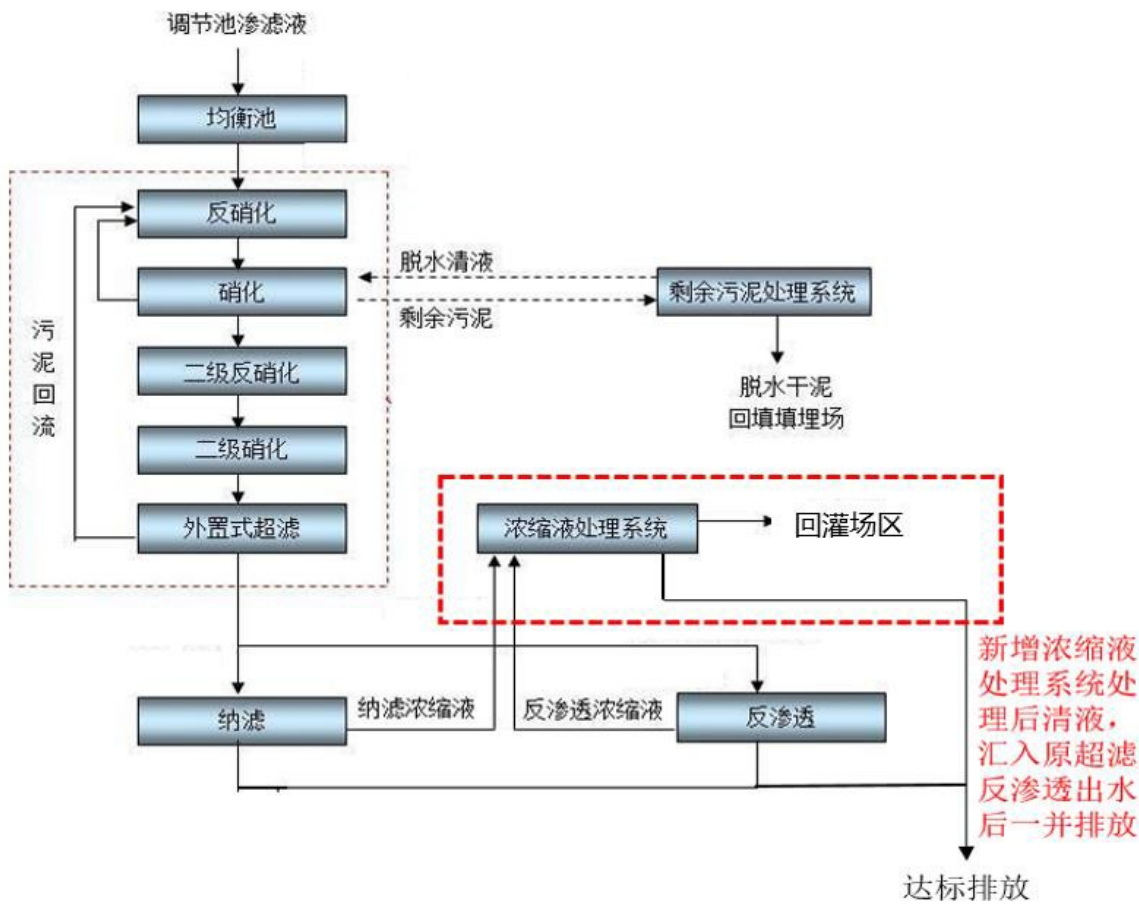 调节池渗滤液
均衡池
反硝化
硝化
二级反硝化
二级硝化
外置式超滤
污
泥
回
流
脱水清液
剩余污泥
剩余污泥处理系统
脱水干泥
回填填埋场
浓缩液处理系统
回灌场区
纳滤
纳滤浓缩液
反渗透浓缩液
反渗透
新增浓缩液
处理系统处
理后清液，
汇入原超滤
反渗透出水
后一并排放
达标排放